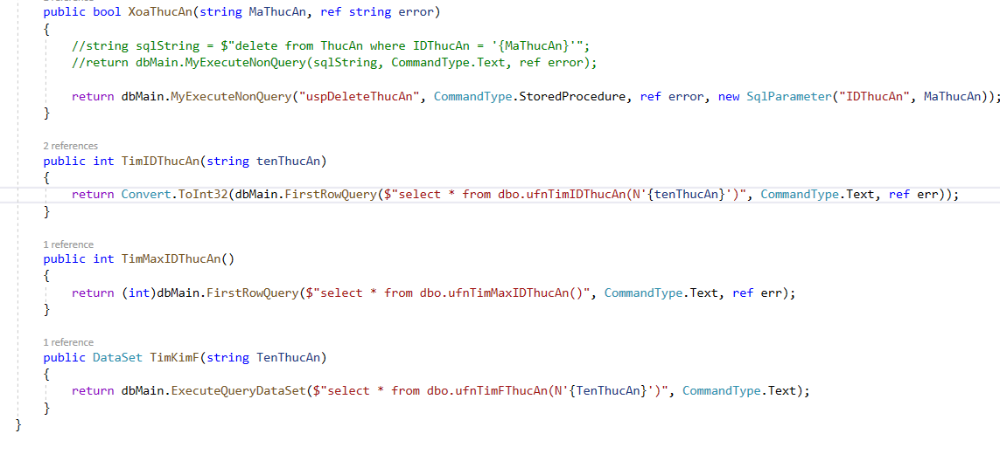 public bool XoaThucAn(string MaThucAn, ref string error)
{
//string sqlString = $"delete from ThucAn where IDThucAn = '{MaThucAn}'";
//return dbMain.MyExecuteNonQuery(sqlString, CommandType.Text, ref error);
return dbMain.MyExecuteNonQuery("uspDeleteThucAn", CommandType.StoredProcedure, ref error, new SqlParameter("IDThucAn", MaThucAn));
}
2 references
public int TimIDThucAn(string tenThucAn)
{
return Convert.ToInt32(dbMain.FirstRowQuery($"select * from dbo.ufnTimIDThucAn(N'{tenThucAn}')", CommandType.Text, ref err));
}
1 reference
public int TimMaxIDThucAn()
{
return (int)dbMain.FirstRowQuery($"select * from dbo.ufnTimMaxIDThucAn()", CommandType.Text, ref err);
}
1 reference
public DataSet TimKimF(string TenThucAn)
{
return dbMain.ExecuteQueryDataSet($"select * from dbo.ufnTimFThucAn(N'{TenThucAn}')", CommandType.Text);
}
}